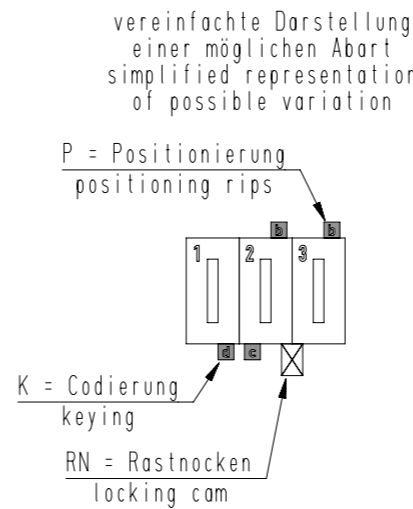 vereinfachte Darstellung
einer möglichen Abart
simplified representation
of possible variation
P = Positionierung
positioning rips
1 2 3
K = Codierung
keying
RN = Rastnocken
locking cam